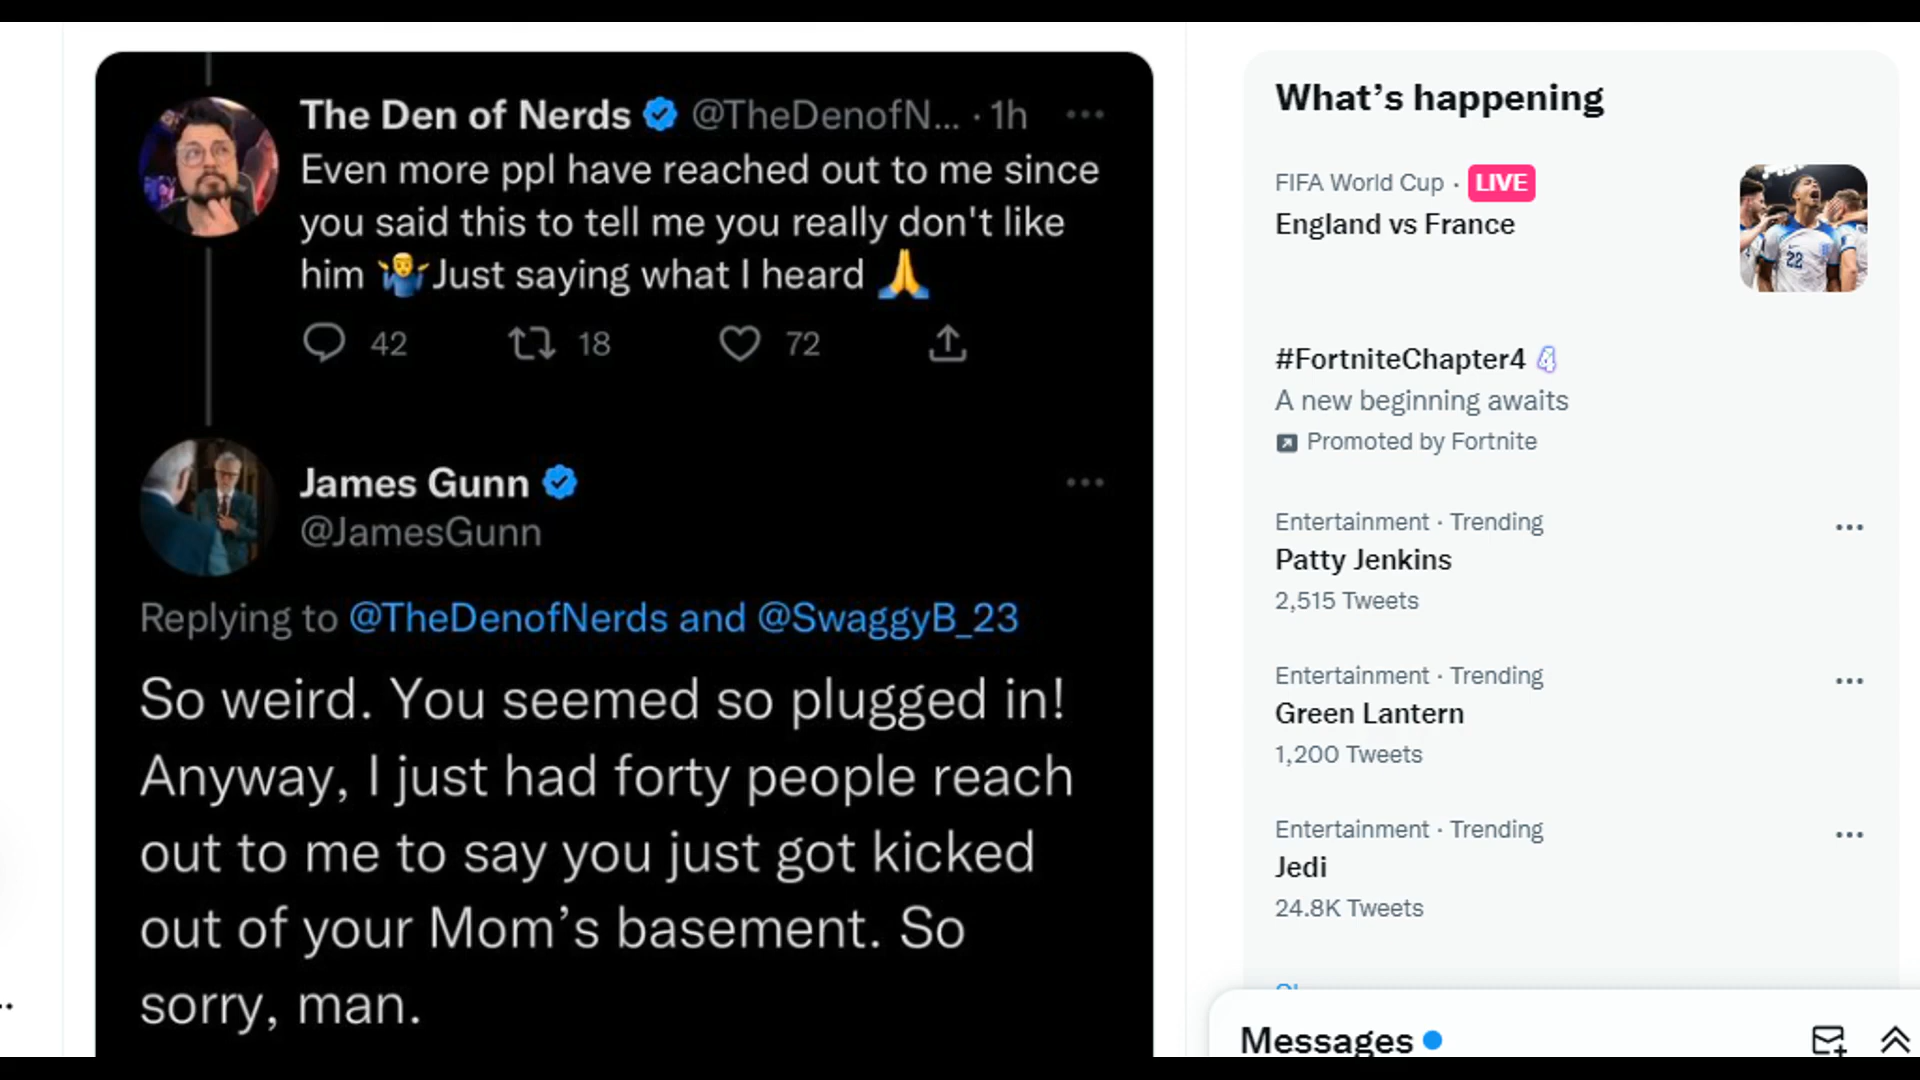 The Den of Nerds @TheDenofN... · 1h
Even more ppl have reached out to me since
you said this to tell me you really don't like
him 🤷‍♂️Just saying what I heard 🙏
42 18 72
James Gunn
@JamesGunn
Replying to @TheDenofNerds and @SwaggyB_23
So weird. You seemed so plugged in!
Anyway, I just had forty people reach
out to me to say you just got kicked
out of your Mom’s basement. So
sorry, man.
What’s happening
FIFA World Cup · LIVE
England vs France
22
#FortniteChapter4
A new beginning awaits
Promoted by Fortnite
Entertainment · Trending
Patty Jenkins
2,515 Tweets
Entertainment · Trending
Green Lantern
1,200 Tweets
Entertainment · Trending
Jedi
24.8K Tweets
Messages